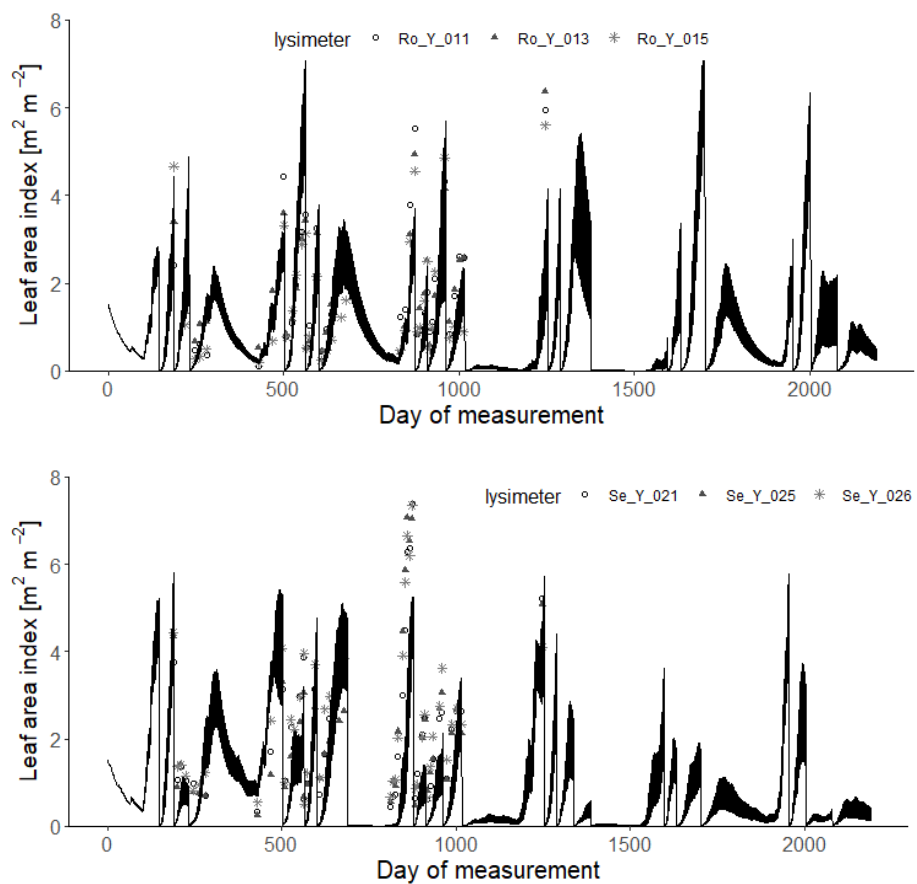 8
lysimeter ○ Ro_Y_011 ▲ Ro_Y_013 ✳ Ro_Y_015
6
4
2
0
Leaf area index [m² m⁻²]
0 500 1000 1500 2000
Day of measurement
8
lysimeter ○ Se_Y_021 ▲ Se_Y_025 ✳ Se_Y_026
6
4
2
0
Leaf area index [m² m⁻²]
0 500 1000 1500 2000
Day of measurement